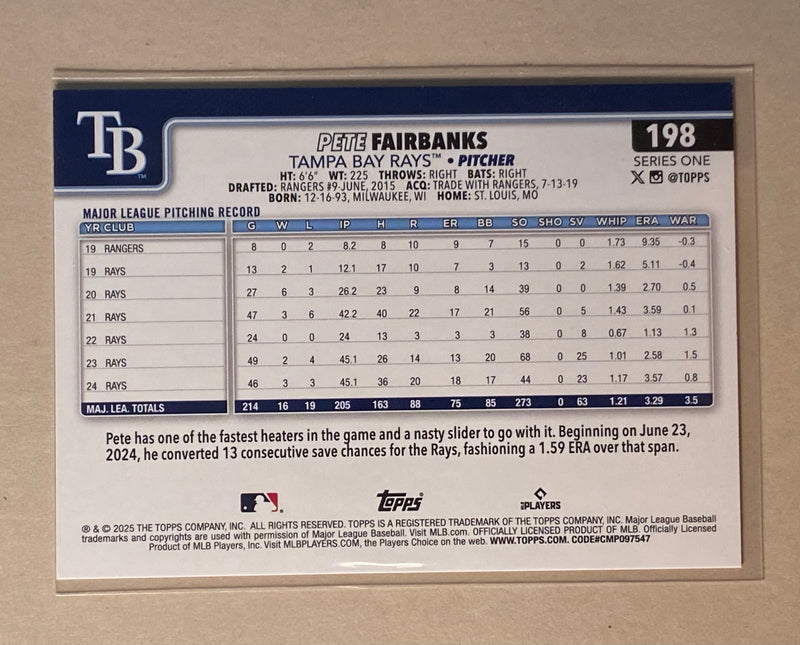 TB™
PETE FAIRBANKS
198
TAMPA BAY RAYS™ • PITCHER
SERIES ONE
HT: 6'6" WT: 225 THROWS: RIGHT BATS: RIGHT
@TOPPS
DRAFTED: RANGERS #9-JUNE, 2015 ACQ: TRADE WITH RANGERS, 7-13-19
BORN: 12-16-93, MILWAUKEE, WI HOME: ST. LOUIS, MO
MAJOR LEAGUE PITCHING RECORD
YR CLUB G W L IP H R ER BB SO SHO SV WHIP ERA WAR
19 RANGERS 8 0 2 8.2 8 10 9 7 15 0 0 1.73 9.35 -0.3
19 RAYS 13 2 1 12.1 17 10 7 3 13 0 2 1.62 5.11 -0.4
20 RAYS 27 6 3 26.2 23 9 8 14 39 0 0 1.39 2.70 0.5
21 RAYS 47 3 6 42.2 40 22 17 21 56 0 5 1.43 3.59 0.1
22 RAYS 24 0 0 24 13 3 3 3 38 0 8 0.67 1.13 1.3
23 RAYS 49 2 4 45.1 26 14 13 20 68 0 25 1.01 2.58 1.5
24 RAYS 46 3 3 45.1 36 20 18 17 44 0 23 1.17 3.57 0.8
MAJ. LEA. TOTALS 214 16 19 205 163 88 75 85 273 0 63 1.21 3.29 3.5
Pete has one of the fastest heaters in the game and a nasty slider to go with it. Beginning on June 23,
2024, he converted 13 consecutive save chances for the Rays, fashioning a 1.59 ERA over that span.
topps
PLAYERS
® & © 2025 THE TOPPS COMPANY, INC. ALL RIGHTS RESERVED. TOPPS IS A REGISTERED TRADEMARK OF THE TOPPS COMPANY, INC. Major League Baseball
trademarks and copyrights are used with permission of Major League Baseball. Visit MLB.com. OFFICIALLY LICENSED PRODUCT OF MLB. Officially Licensed
Product of MLB Players, Inc. Visit MLBPLAYERS.COM, the Players Choice on the web. WWW.TOPPS.COM. CODE#CMP097547